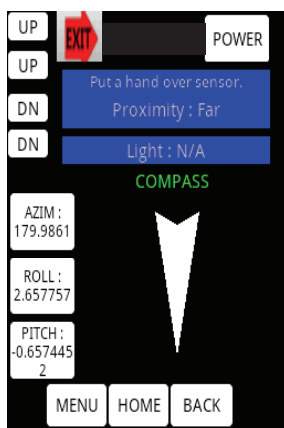 UP
EXIT
POWER
UP
Put a hand over sensor.
Proximity : Far
DN
DN
Light : N/A
COMPASS
AZIM :
179.9861
ROLL :
2.657757
PITCH :
-0.657445
2
MENU
HOME
BACK